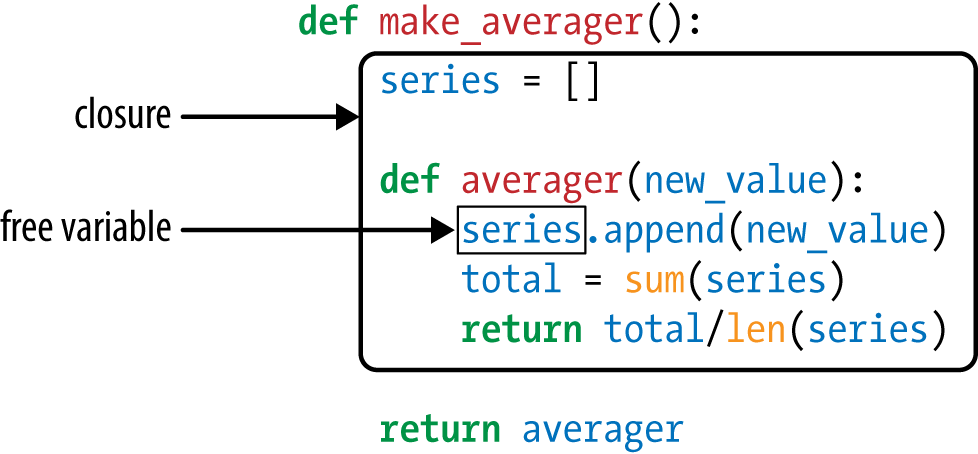 def make_averager():
series = []
closure
def averager(new_value):
free variable
series.append(new_value)
total = sum(series)
return total/len(series)
return averager